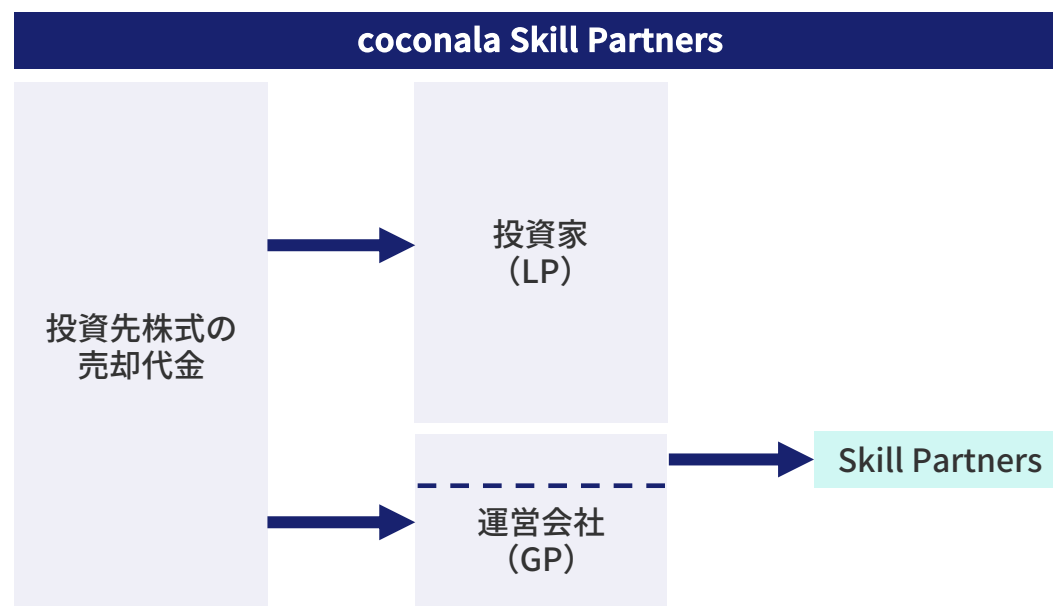 coconala Skill Partners
投資先株式の
売却代金
投資家
（LP）
運営会社
（GP）
Skill Partners